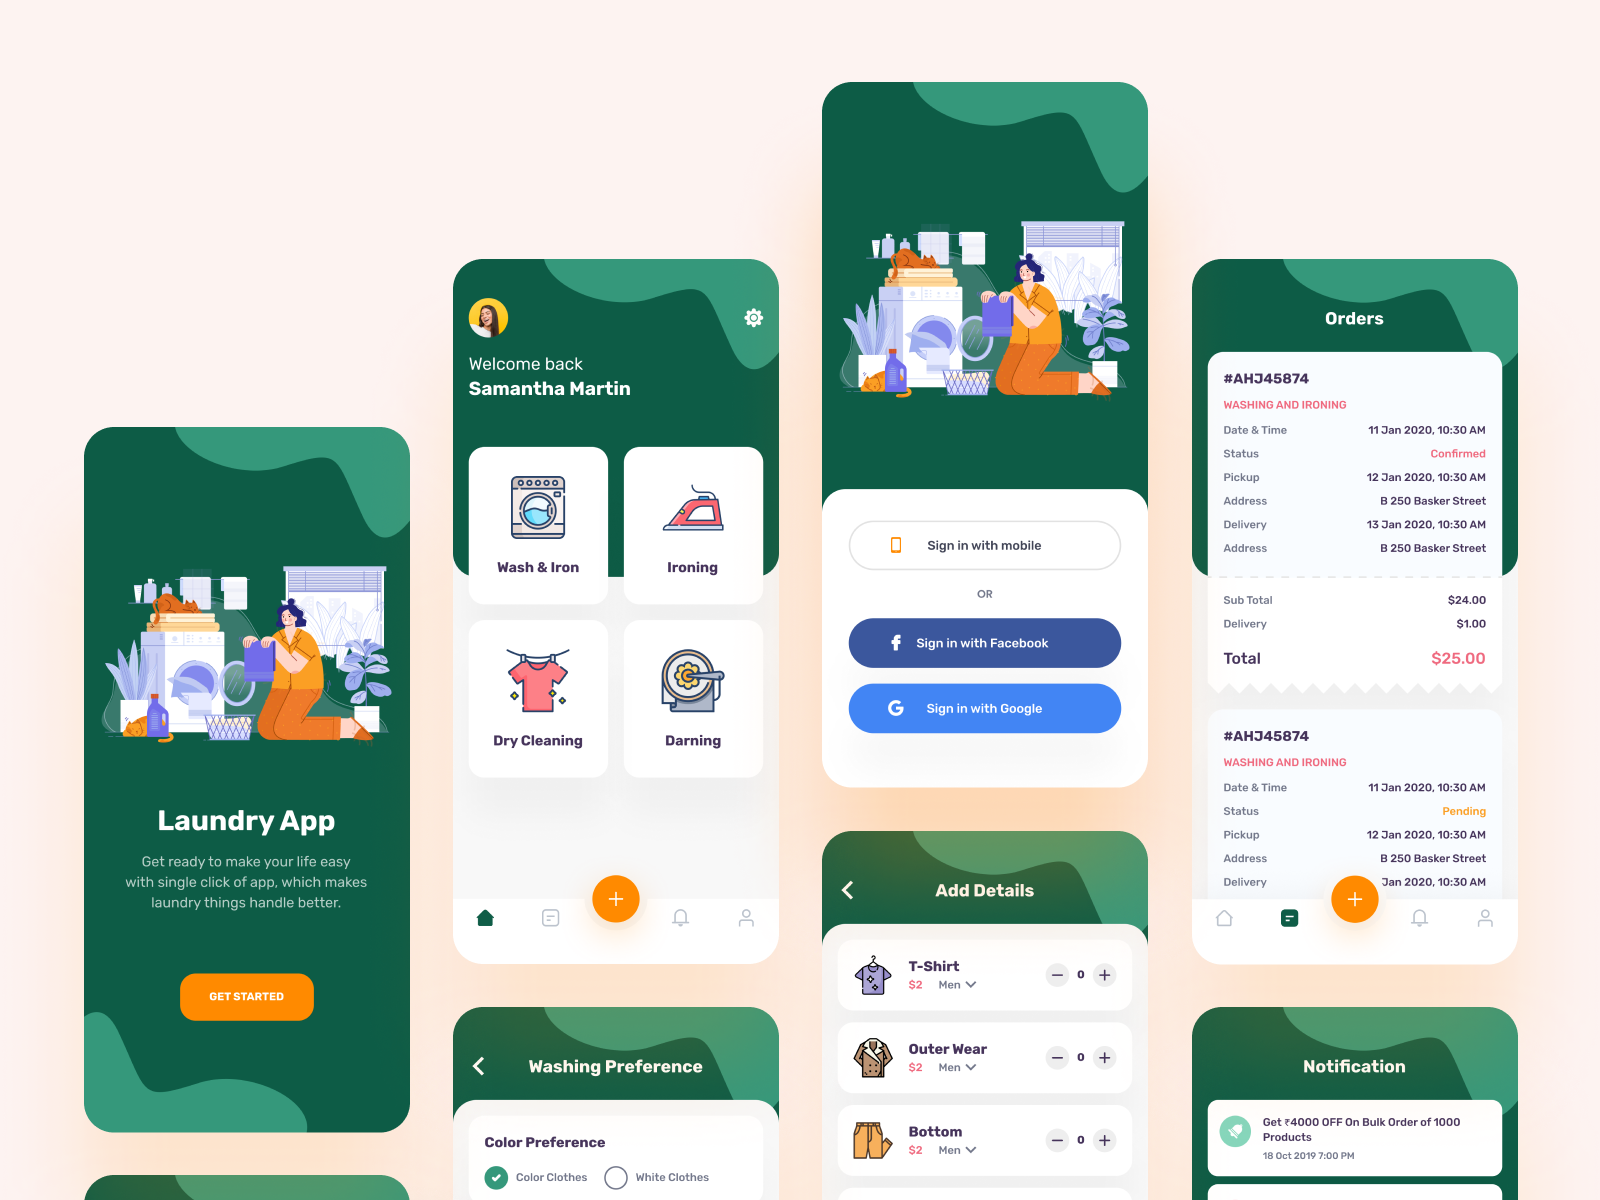 Laundry App
Get ready to make your life easy
with single click of app, which makes
laundry things handle better.
GET STARTED
Welcome back
Samantha Martin
Wash & Iron
Ironing
Dry Cleaning
Darning
Washing Preference
Color Preference
Color Clothes
White Clothes
Sign in with mobile
OR
Sign in with Facebook
G Sign in with Google
Add Details
T-Shirt
$2 Men
0
Outer Wear
$2 Men
0
Bottom
$2 Men
0
Orders
#AHJ45874
WASHING AND IRONING
Date & Time 11 Jan 2020, 10:30 AM
Status Confirmed
Pickup 12 Jan 2020, 10:30 AM
Address B 250 Basker Street
Delivery 13 Jan 2020, 10:30 AM
Address B 250 Basker Street
Sub Total $24.00
Delivery $1.00
Total $25.00
#AHJ45874
WASHING AND IRONING
Date & Time 11 Jan 2020, 10:30 AM
Status Pending
Pickup 12 Jan 2020, 10:30 AM
Address B 250 Basker Street
Delivery Jan 2020, 10:30 AM
Notification
Get ₹4000 OFF On Bulk Order of 1000
Products
18 Oct 2019 7:00 PM